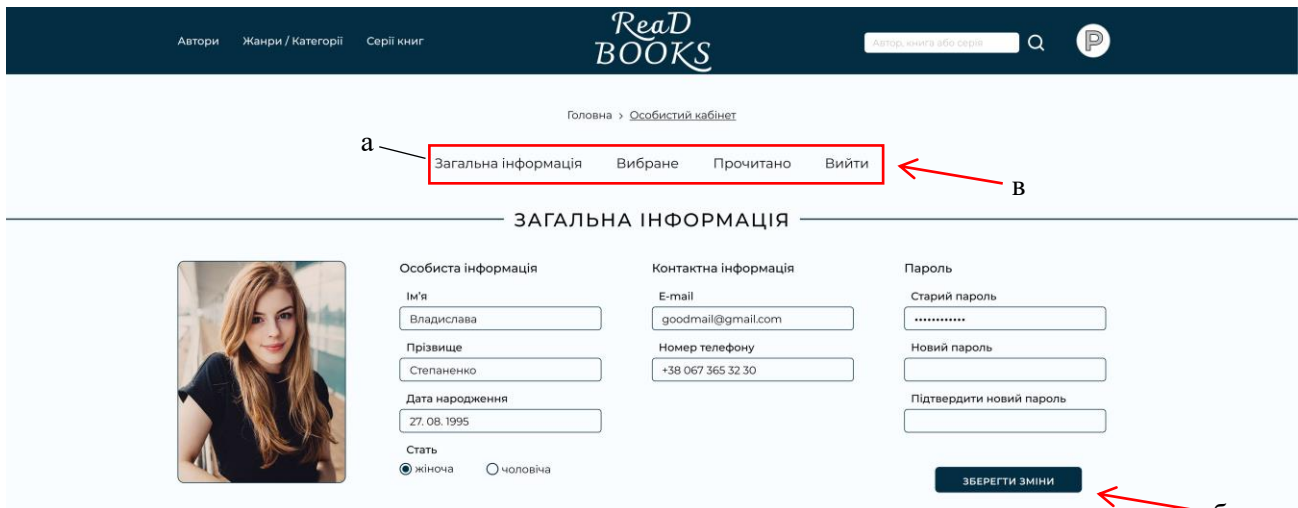 Автори Жанри / Категорії Серії книг
ReaD
BOOKS
Автор, книга або серія
P
Головна > Особистий кабінет
а
Загальна інформація Вибране Прочитано Вийти
в
ЗАГАЛЬНА ІНФОРМАЦІЯ
Особиста інформація
Ім'я
Владислава
Прізвище
Степаненко
Дата народження
27. 08. 1995
Стать
жіноча чоловіча
Контактна інформація
E-mail
goodmail@gmail.com
Номер телефону
+38 067 365 32 30
Пароль
Старий пароль
••••••••••••
Новий пароль
Підтвердити новий пароль
ЗБЕРЕГТИ ЗМІНИ
б